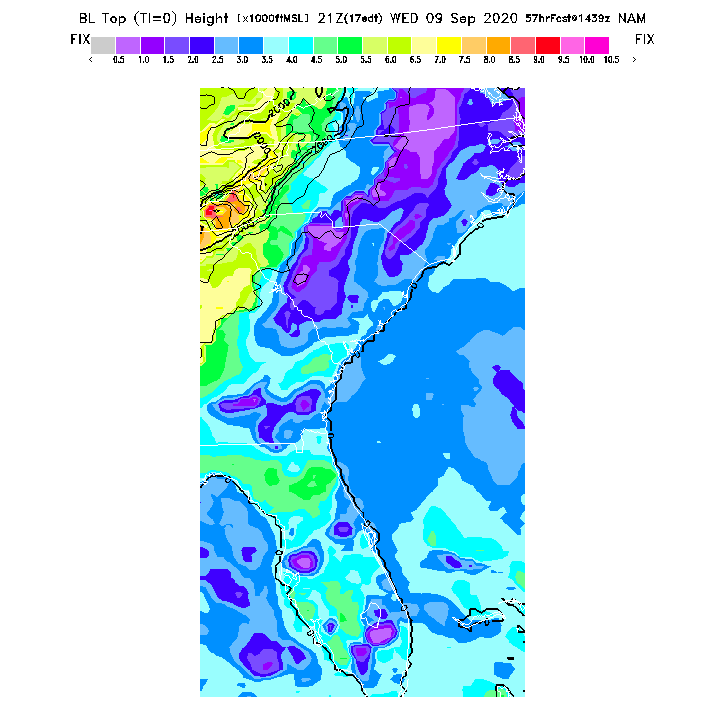 BL Top (TI=0) Height [x1000ftMSL] 21Z(17edt) WED 09 Sep 2020 57hrFcst@1439z NAM
FIX FIX
< 0.5 1.0 1.5 2.0 2.5 3.0 3.5 4.0 4.5 5.0 5.5 6.0 6.5 7.0 7.5 8.0 8.5 9.0 9.5 10.0 10.5 >
2000
2000